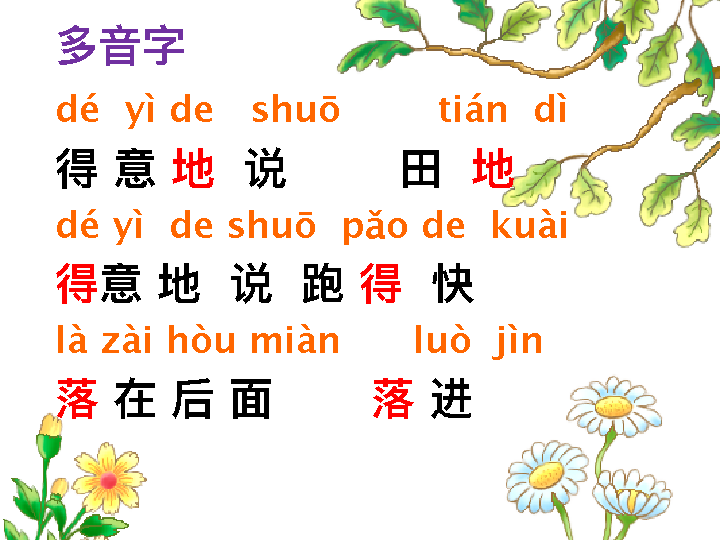 多音字
dé yì de shuō tián dì
得 意 地 说 田 地
dé yì de shuō pǎo de kuài
得意 地 说 跑 得 快
là zài hòu miàn luò jìn
落 在 后 面 落 进